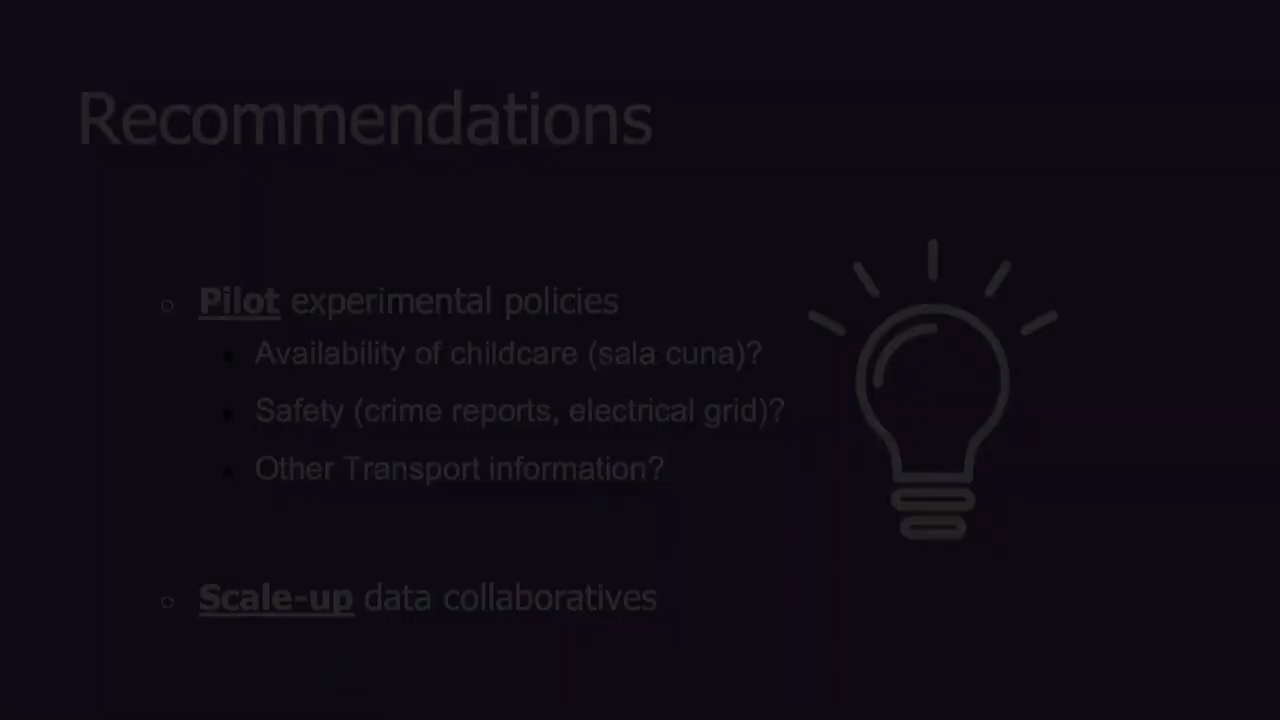 Recommendations
Pilot experimental policies
Availability of childcare (sala cuna)?
Safety (crime reports, electrical grid)?
Other Transport information?
Scale-up data collaboratives